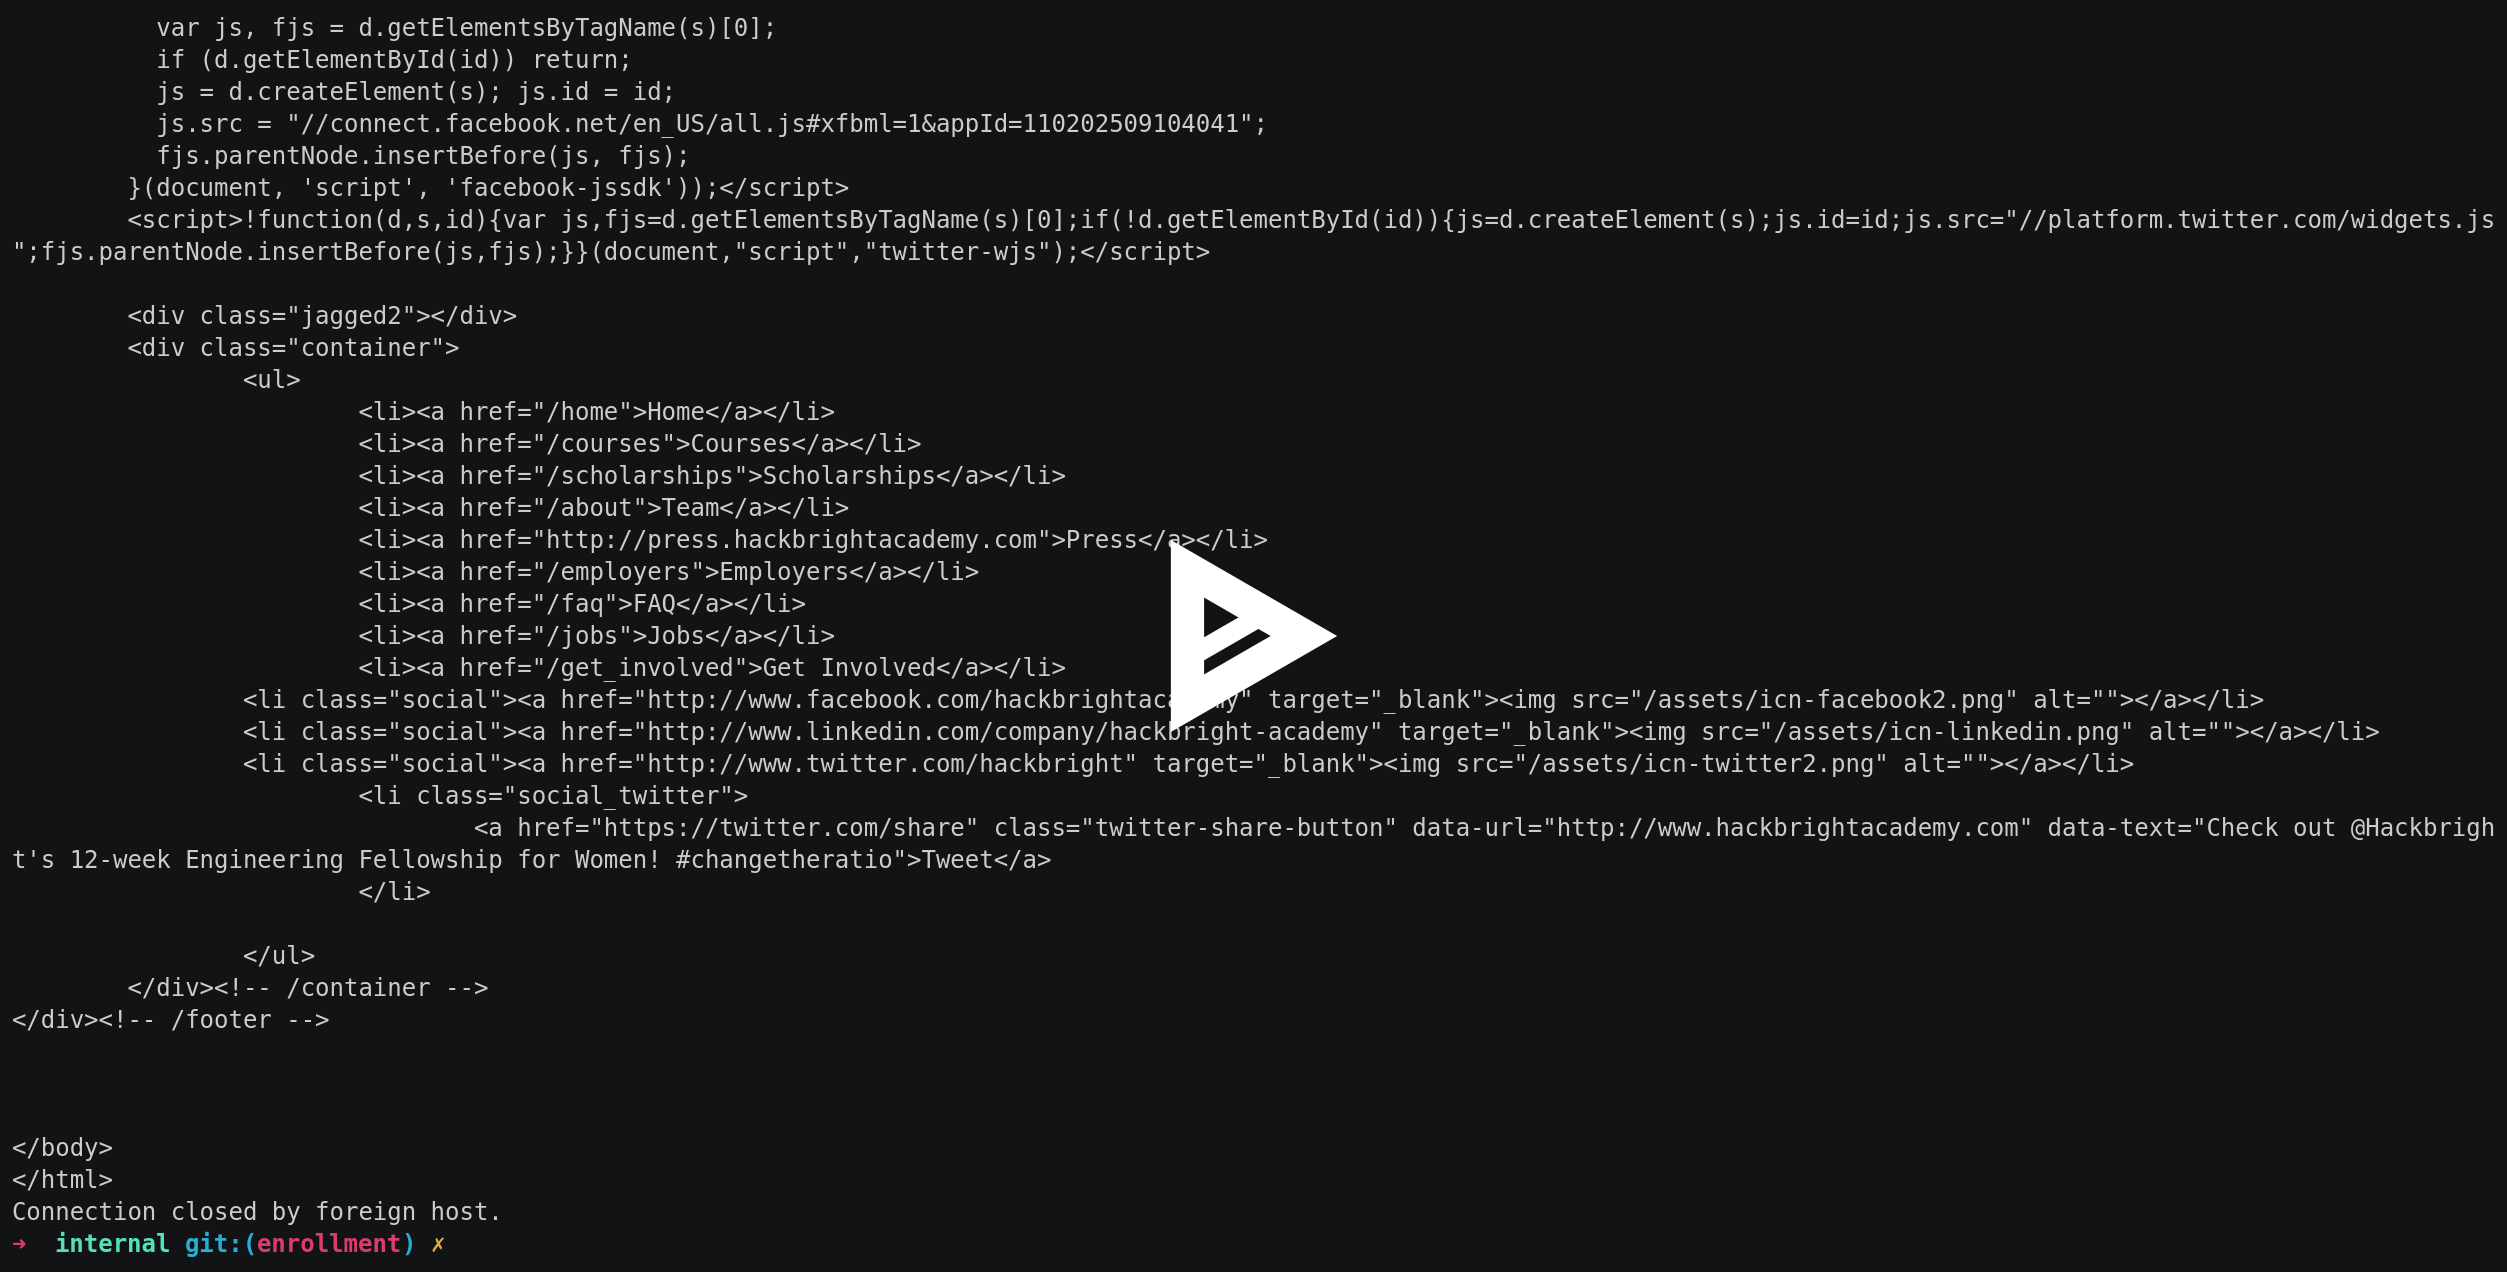 var js, fjs = d.getElementsByTagName(s)[0];
if (d.getElementById(id)) return;
js = d.createElement(s); js.id = id;
js.src = "//connect.facebook.net/en_US/all.js#xfbml=1&appId=110202509104041";
fjs.parentNode.insertBefore(js, fjs);
}(document, 'script', 'facebook-jssdk'));</script>
<script>!function(d,s,id){var js,fjs=d.getElementsByTagName(s)[0];if(!d.getElementById(id)){js=d.createElement(s);js.id=id;js.src="//platform.twitter.com/widgets.js
";fjs.parentNode.insertBefore(js,fjs);}}(document,"script","twitter-wjs");</script>
<div class="jagged2"></div>
<div class="container">
<ul>
<li><a href="/home">Home</a></li>
<li><a href="/courses">Courses</a></li>
<li><a href="/scholarships">Scholarships</a></li>
<li><a href="/about">Team</a></li>
<li><a href="http://press.hackbrightacademy.com">Press</a></li>
<li><a href="/employers">Employers</a></li>
<li><a href="/faq">FAQ</a></li>
<li><a href="/jobs">Jobs</a></li>
<li><a href="/get_involved">Get Involved</a></li>
<li class="social"><a href="http://www.facebook.com/hackbrightacademy" target="_blank"><img src="/assets/icn-facebook2.png" alt=""></a></li>
<li class="social"><a href="http://www.linkedin.com/company/hackbright-academy" target="_blank"><img src="/assets/icn-linkedin.png" alt=""></a></li>
<li class="social"><a href="http://www.twitter.com/hackbright" target="_blank"><img src="/assets/icn-twitter2.png" alt=""></a></li>
<li class="social_twitter">
<a href="https://twitter.com/share" class="twitter-share-button" data-url="http://www.hackbrightacademy.com" data-text="Check out @Hackbrigh
t's 12-week Engineering Fellowship for Women! #changetheratio">Tweet</a>
</li>
</ul>
</div><!-- /container -->
</div><!-- /footer -->
</body>
</html>
Connection closed by foreign host.
➜  internal git:(enrollment) ✗